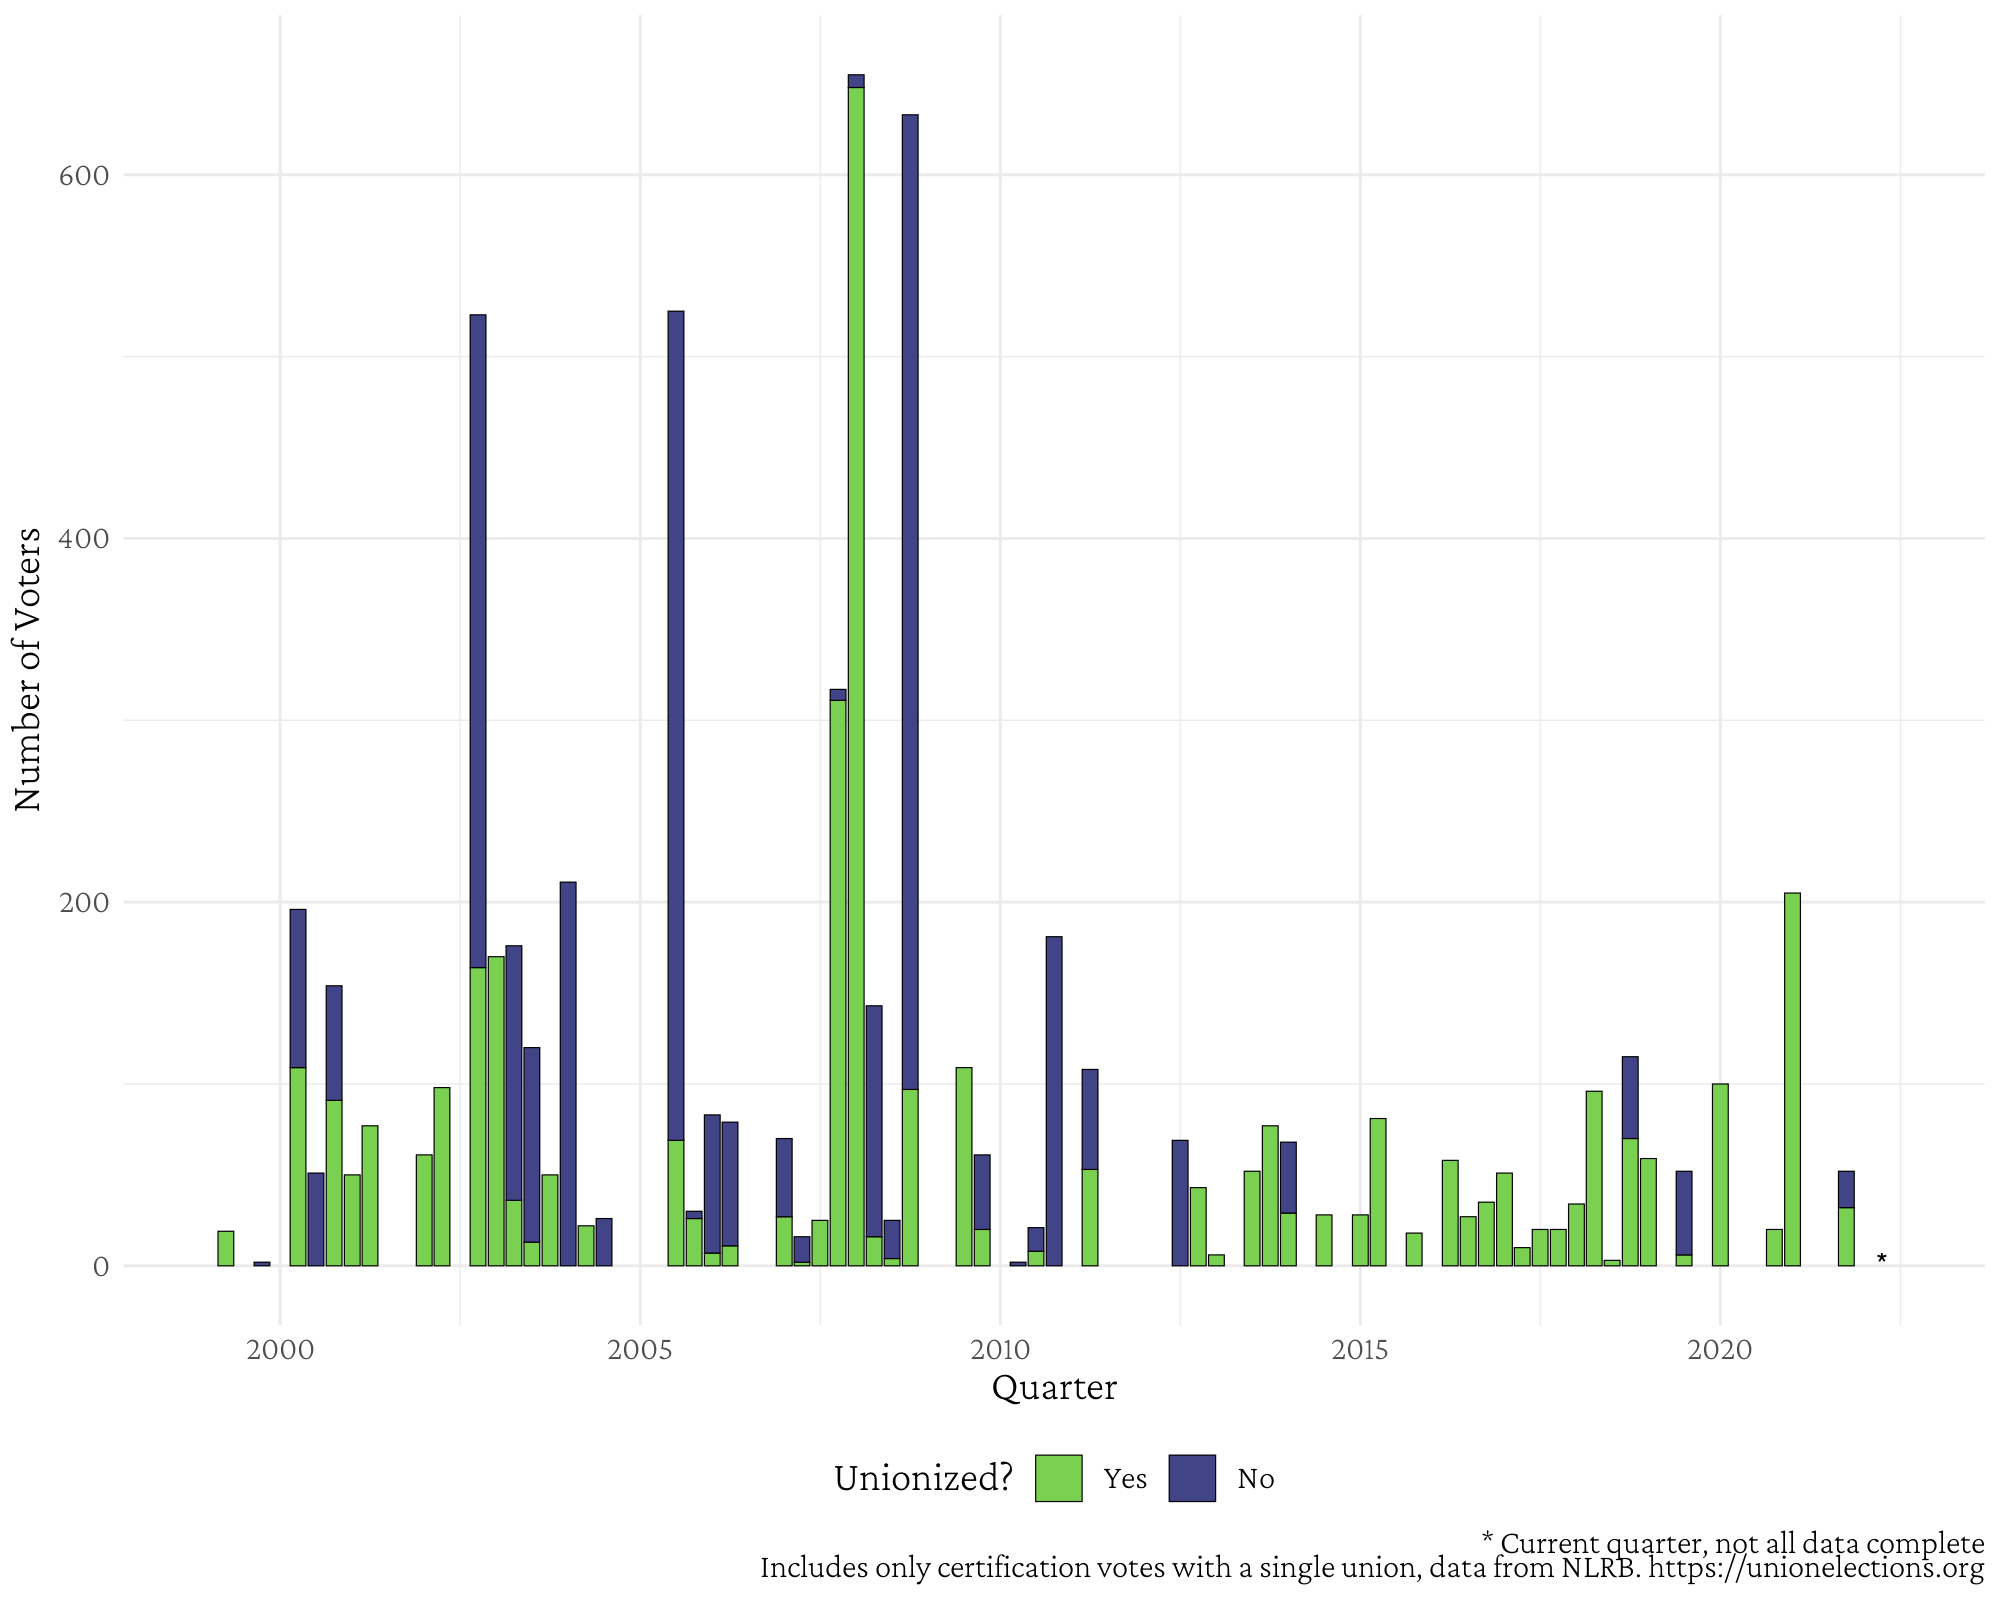 600
400
200
0
Number of Voters
*
2000
2005
2010
2015
2020
Quarter
Unionized?
Yes
No
* Current quarter, not all data complete
Includes only certification votes with a single union, data from NLRB. https://unionelections.org